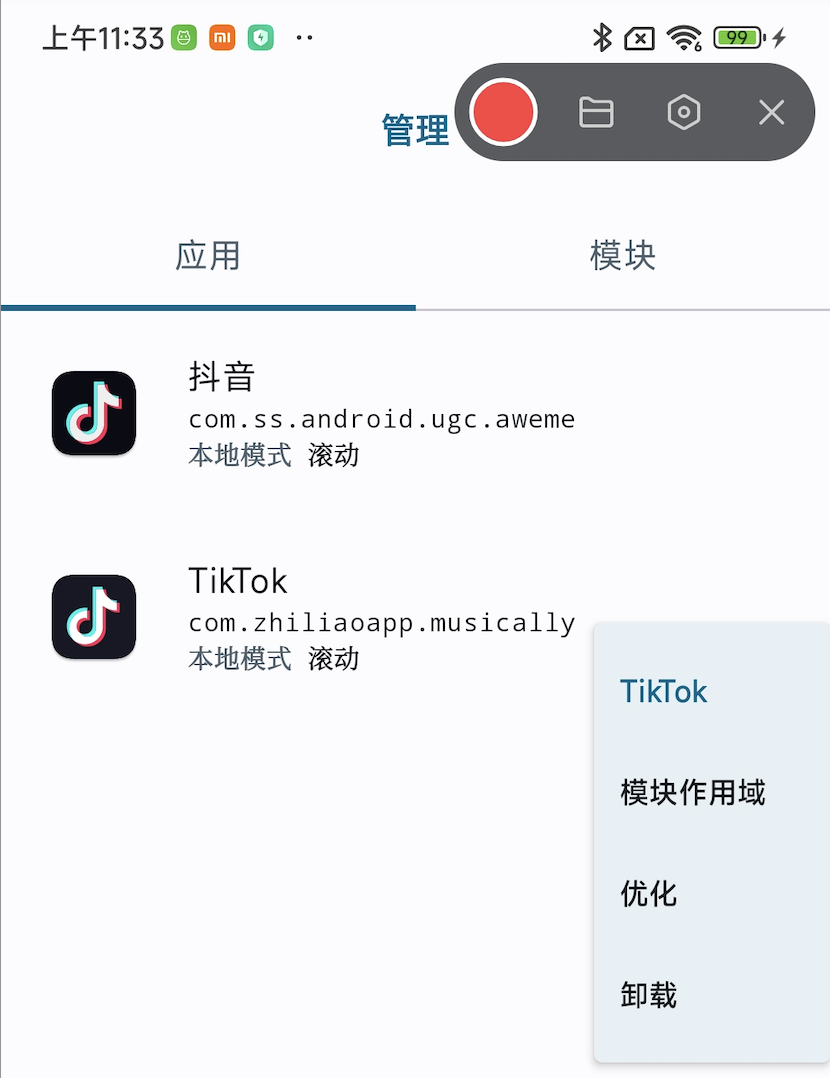 上午11:33
6
99
管理
应用
模块
抖音
com.ss.android.ugc.aweme
本地模式 滚动
TikTok
com.zhiliaoapp.musically
本地模式 滚动
TikTok
模块作用域
优化
卸载